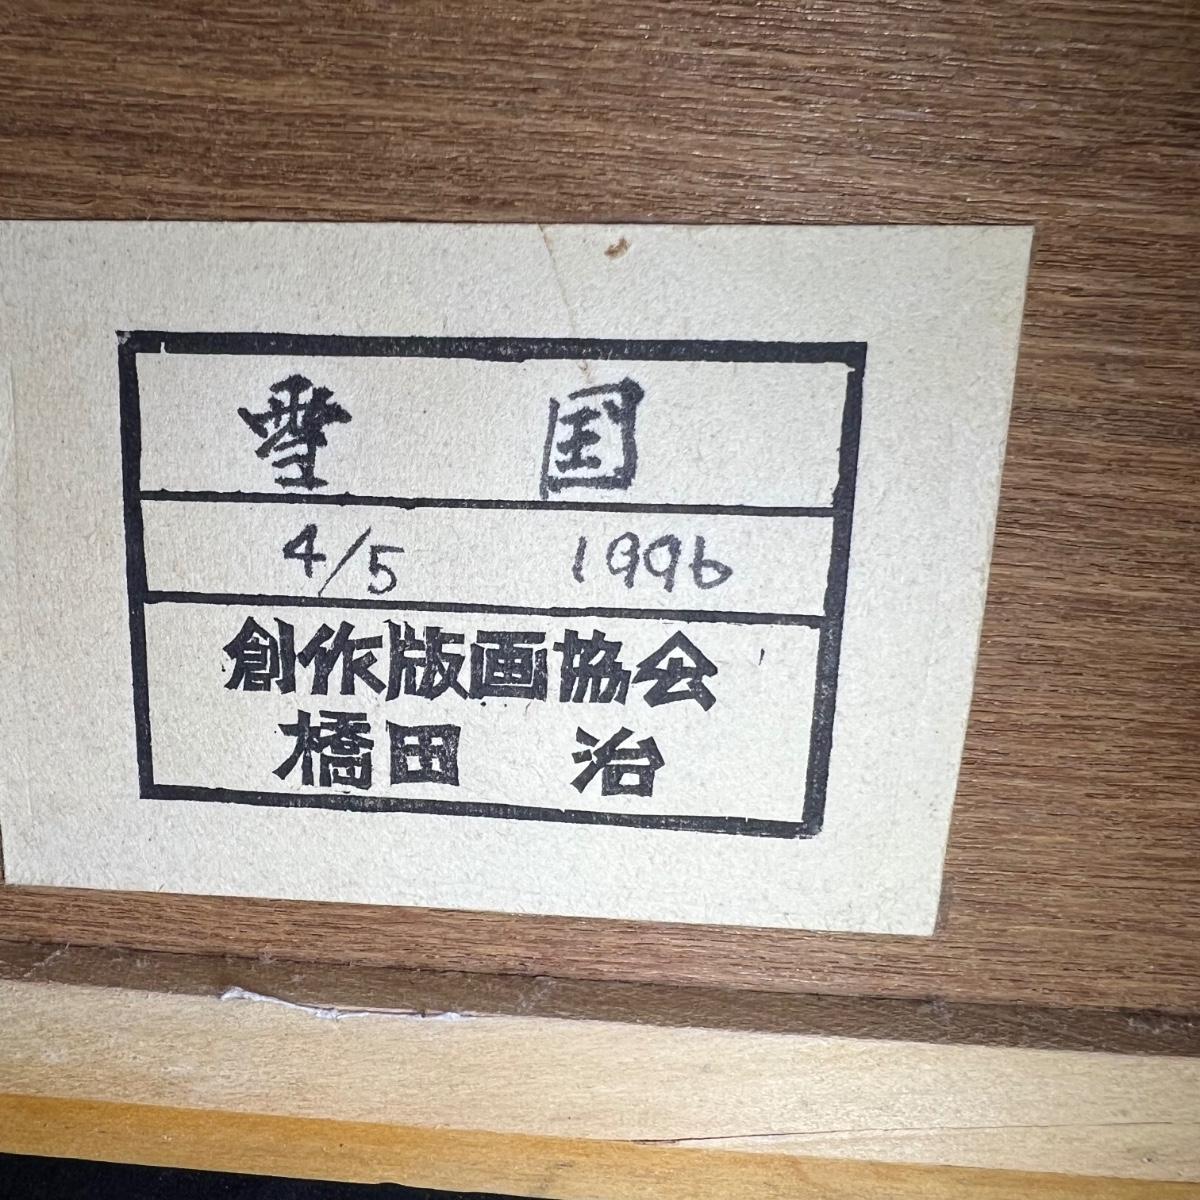 雪 国
4/5 1996
創作版画協会
橋田 治